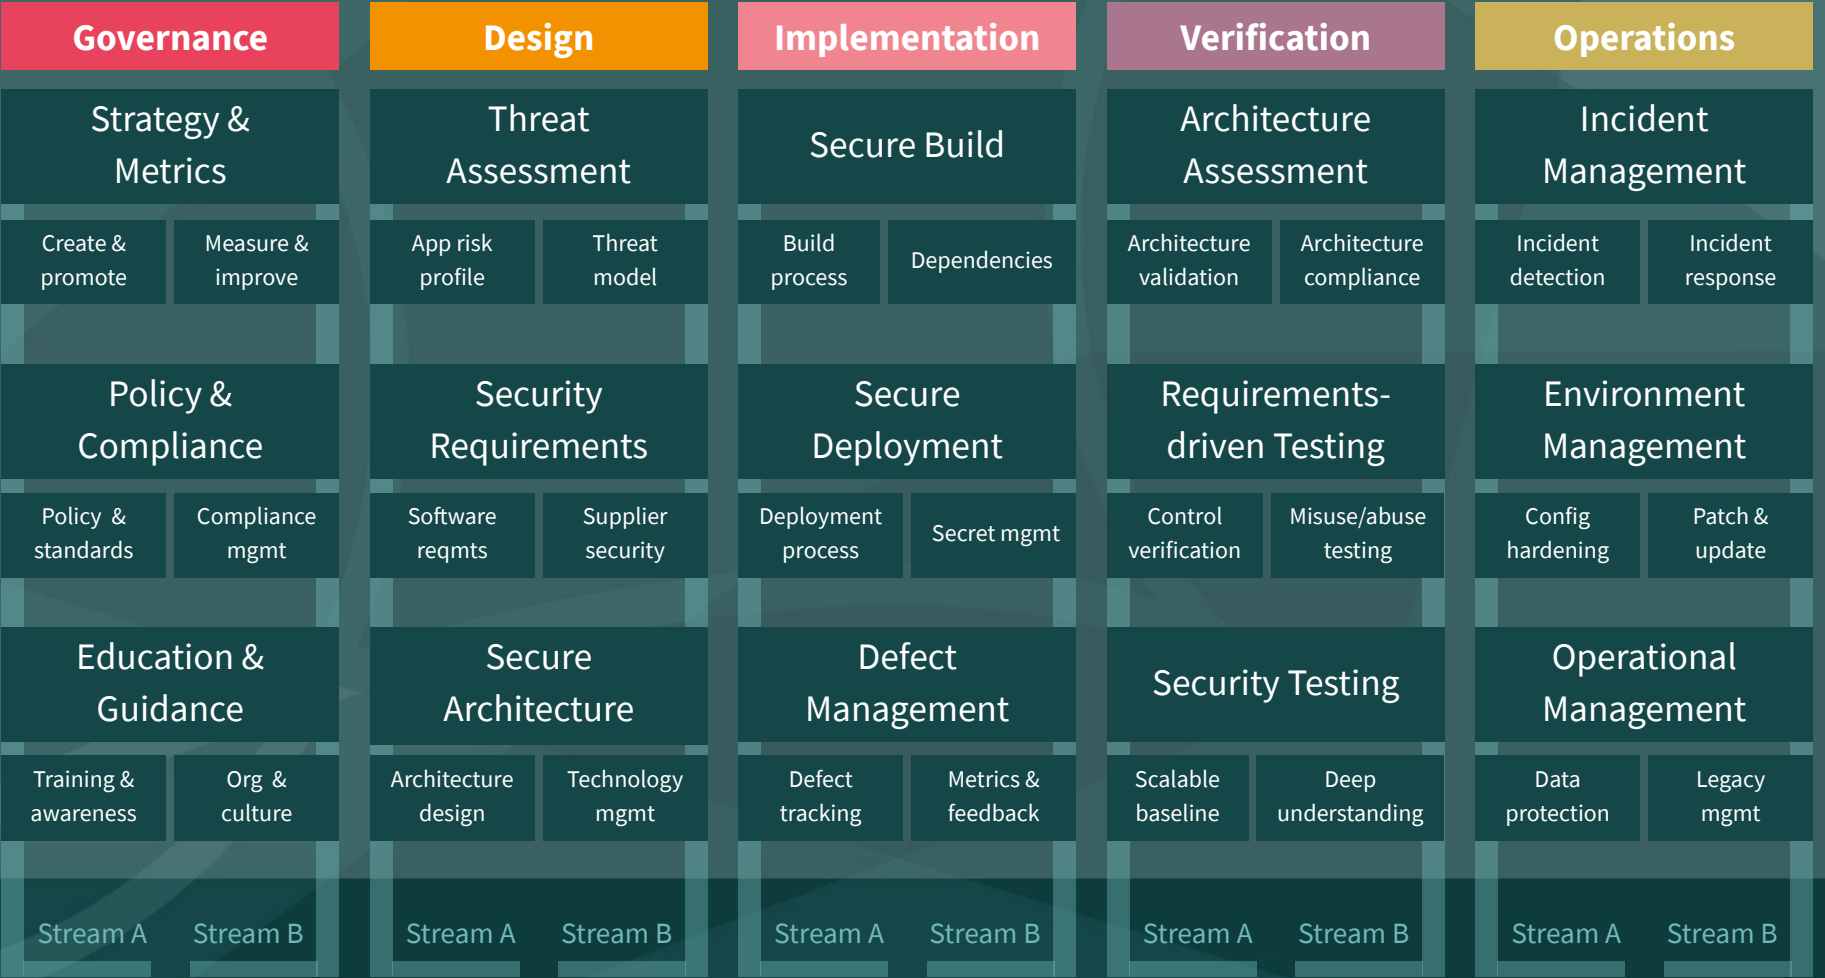 Governance
Design
Implementation
Verification
Operations
Strategy &
Metrics
Threat
Assessment
Secure Build
Architecture
Assessment
Incident
Management
Create &
promote
Measure &
improve
App risk
profile
Threat
model
Build
process
Dependencies
Architecture
validation
Architecture
compliance
Incident
detection
Incident
response
Policy &
Compliance
Security
Requirements
Secure
Deployment
Requirements-
driven Testing
Environment
Management
Policy &
standards
Compliance
mgmt
Software
reqmts
Supplier
security
Deployment
process
Secret mgmt
Control
verification
Misuse/abuse
testing
Config
hardening
Patch &
update
Education &
Guidance
Secure
Architecture
Defect
Management
Security Testing
Operational
Management
Training &
awareness
Org &
culture
Architecture
design
Technology
mgmt
Defect
tracking
Metrics &
feedback
Scalable
baseline
Deep
understanding
Data
protection
Legacy
mgmt
Stream A
Stream B
Stream A
Stream B
Stream A
Stream B
Stream A
Stream B
Stream A
Stream B